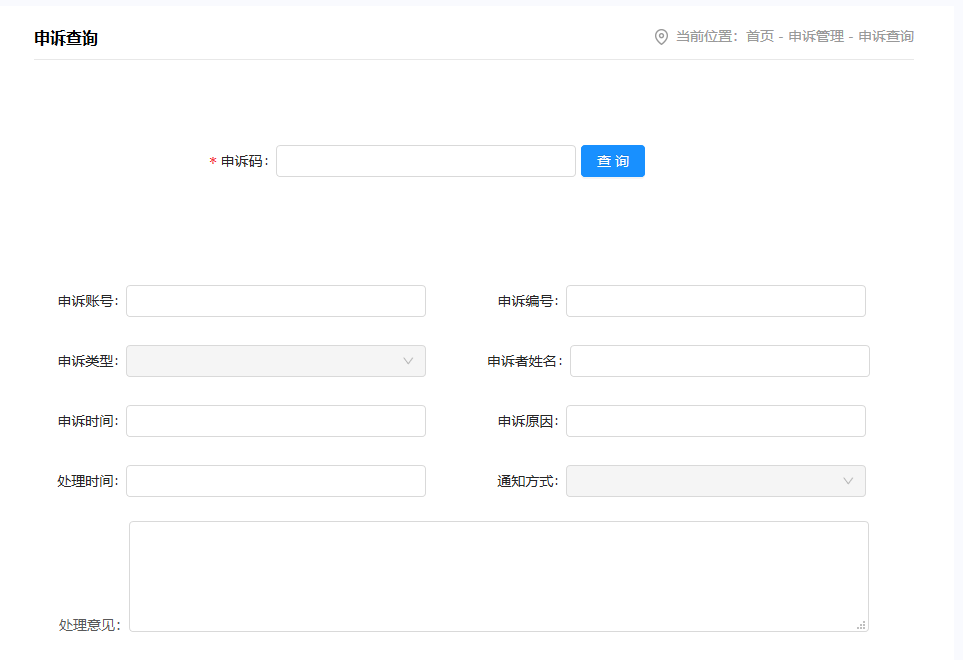 申诉查询
当前位置：首页 - 申诉管理 - 申诉查询
* 申诉码：
查 询
申诉账号：
申诉编号：
申诉类型：
申诉者姓名：
申诉时间：
申诉原因：
处理时间：
通知方式：
处理意见：